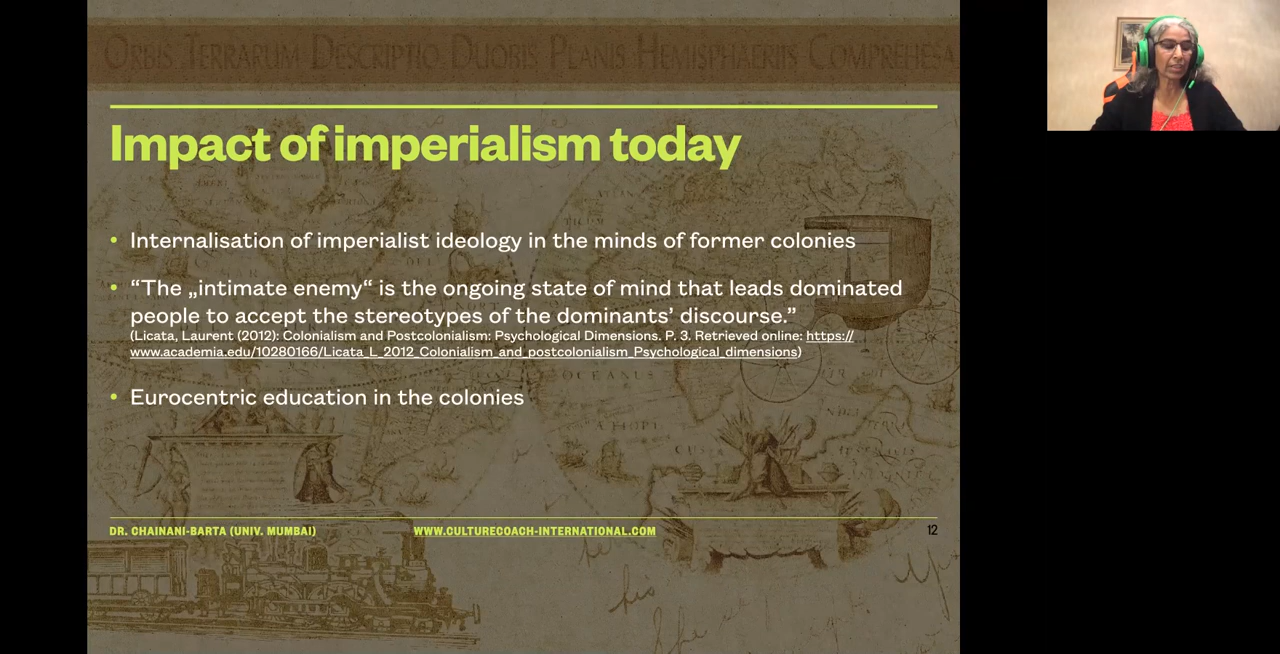 ORBIS TERRARUM DESCRIPTIO DUOBIS PLANIS HEMISPHAERIIS COMPREHESA
Impact of imperialism today
• Internalisation of imperialist ideology in the minds of former colonies
• “The „intimate enemy“ is the ongoing state of mind that leads dominated
people to accept the stereotypes of the dominants’ discourse.”
(Licata, Laurent (2012): Colonialism and Postcolonialism: Psychological Dimensions. P. 3. Retrieved online: https://
www.academia.edu/10280166/Licata_L_2012_Colonialism_and_postcolonialism_Psychological_dimensions)
• Eurocentric education in the colonies
DR. CHAINANI-BARTA (UNIV. MUMBAI)
WWW.CULTURECOACH-INTERNATIONAL.COM
12